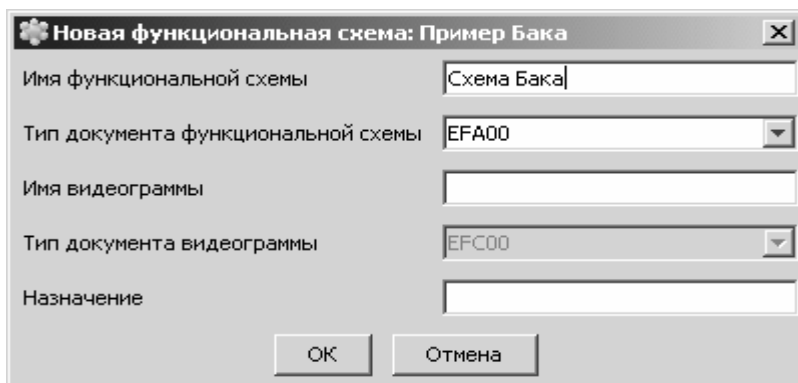 Новая функциональная схема: Пример Бака
Имя функциональной схемы Схема Бака
Тип документа функциональной схемы EFA00
Имя видеограммы
Тип документа видеограммы EFC00
Назначение
ОК Отмена